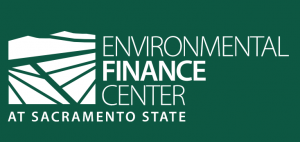 ENVIRONMENTAL
FINANCE
CENTER
AT SACRAMENTO STATE